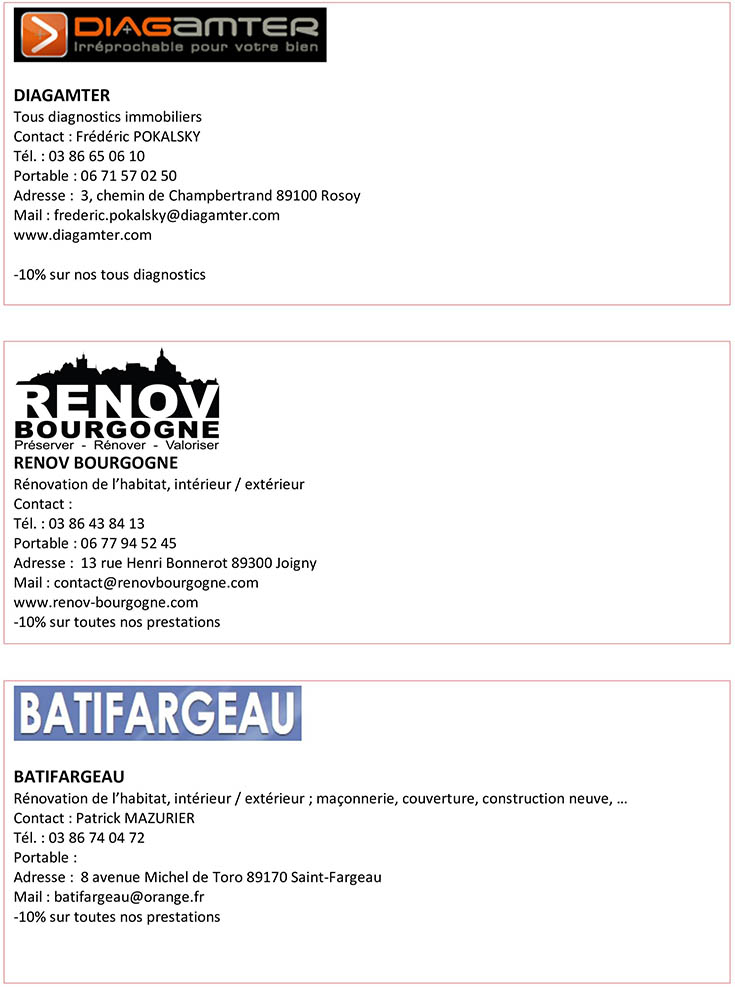 DIAGAMTER
Irréprochable pour votre bien
DIAGAMTER
Tous diagnostics immobiliers
Contact : Frédéric POKALSKY
Tél. : 03 86 65 06 10
Portable : 06 71 57 02 50
Adresse :  3, chemin de Champbertrand 89100 Rosoy
Mail : frederic.pokalsky@diagamter.com
www.diagamter.com
-10% sur nos tous diagnostics
RENOV
BOURGOGNE
Préserver - Rénover - Valoriser
RENOV BOURGOGNE
Rénovation de l’habitat, intérieur / extérieur
Contact :
Tél. : 03 86 43 84 13
Portable : 06 77 94 52 45
Adresse :  13 rue Henri Bonnerot 89300 Joigny
Mail : contact@renovbourgogne.com
www.renov-bourgogne.com
-10% sur toutes nos prestations
BATIFARGEAU
BATIFARGEAU
Rénovation de l’habitat, intérieur / extérieur ; maçonnerie, couverture, construction neuve, …
Contact : Patrick MAZURIER
Tél. : 03 86 74 04 72
Portable :
Adresse :  8 avenue Michel de Toro 89170 Saint-Fargeau
Mail : batifargeau@orange.fr
-10% sur toutes nos prestations